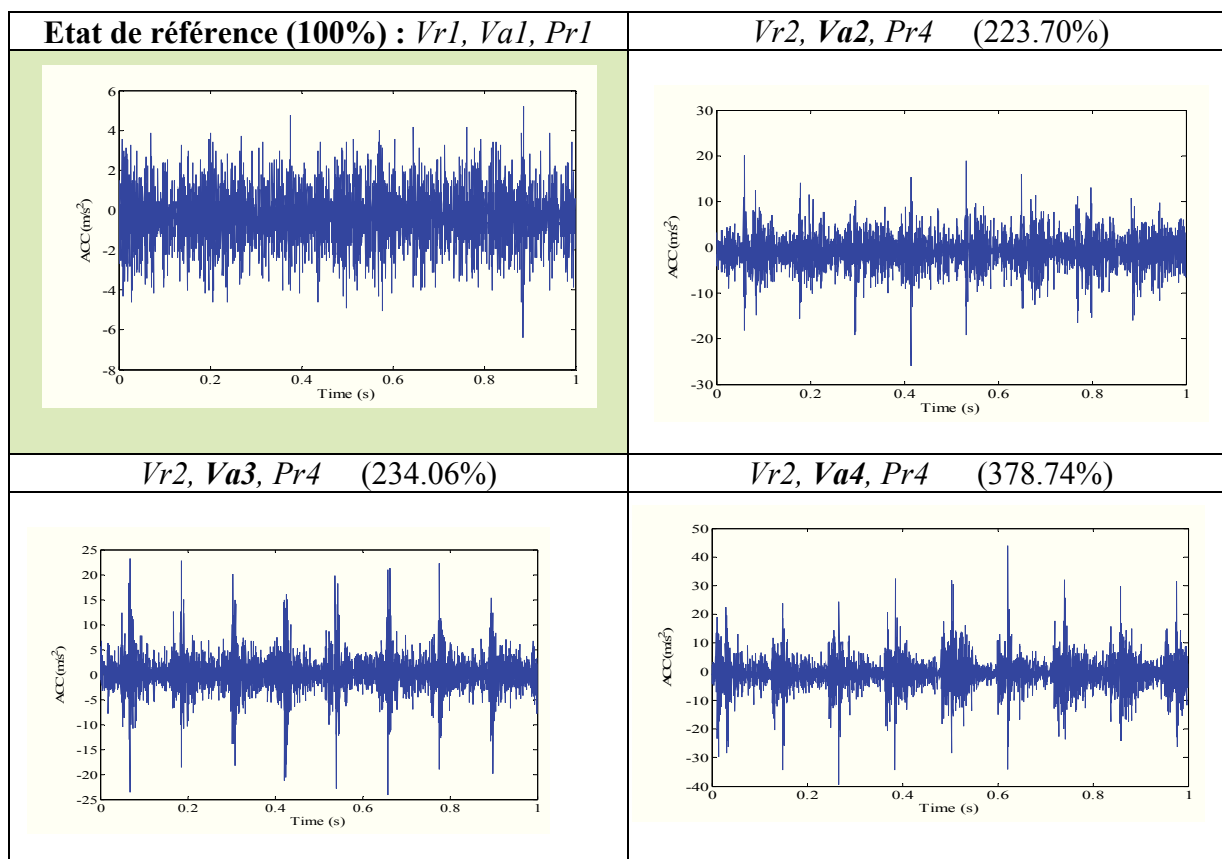 Etat de référence (100%) : Vr1, Va1, Pr1
Vr2, Va2, Pr4 (223.70%)
6
4
2
0
-2
-4
-6
-8
ACC (m/s²)
0 0.2 0.4 0.6 0.8 1
Time (s)
30
20
10
0
-10
-20
-30
ACC (m/s²)
0 0.2 0.4 0.6 0.8 1
Time (s)
Vr2, Va3, Pr4 (234.06%)
Vr2, Va4, Pr4 (378.74%)
25
20
15
10
5
0
-5
-10
-15
-20
-25
ACC (m/s²)
0 0.2 0.4 0.6 0.8 1
Time (s)
50
40
30
20
10
0
-10
-20
-30
-40
ACC (m/s²)
0 0.2 0.4 0.6 0.8 1
Time (s)